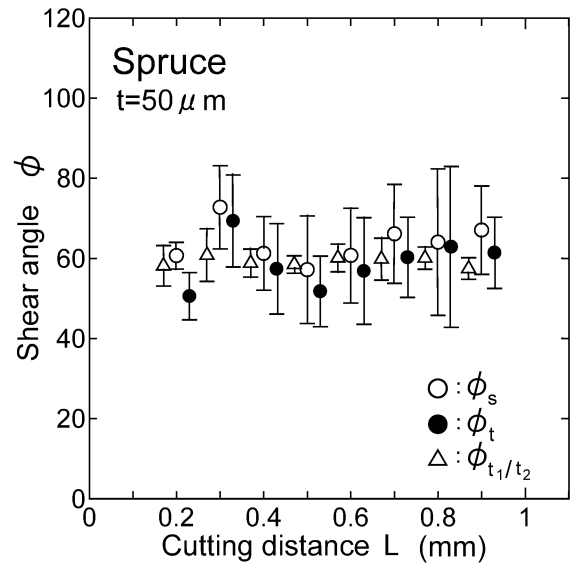 120
100
80
60
40
20
0
Shear angle ϕ
Spruce
t=50 μm
○ : ϕs
● : ϕt
△ : ϕt1/t2
0 0.2 0.4 0.6 0.8 1
Cutting distance L (mm)